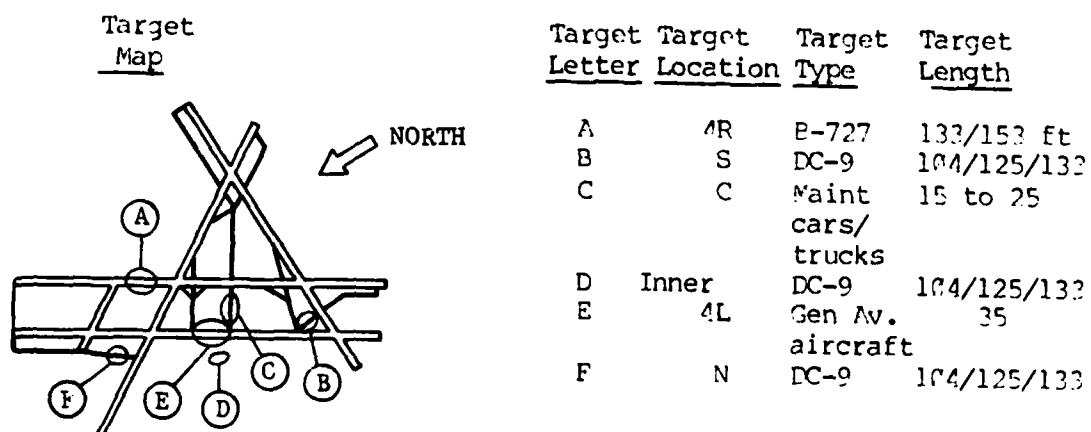 Target
Map
NORTH
A
F
E
D
C
B
Target Target Target Target
Letter Location Type Length
A 4R B-727 133/153 ft
B S DC-9 104/125/133
C C Maint 15 to 25
cars/
trucks
D Inner DC-9 104/125/133
E 4L Gen Av. 35
aircraft
F N DC-9 104/125/133